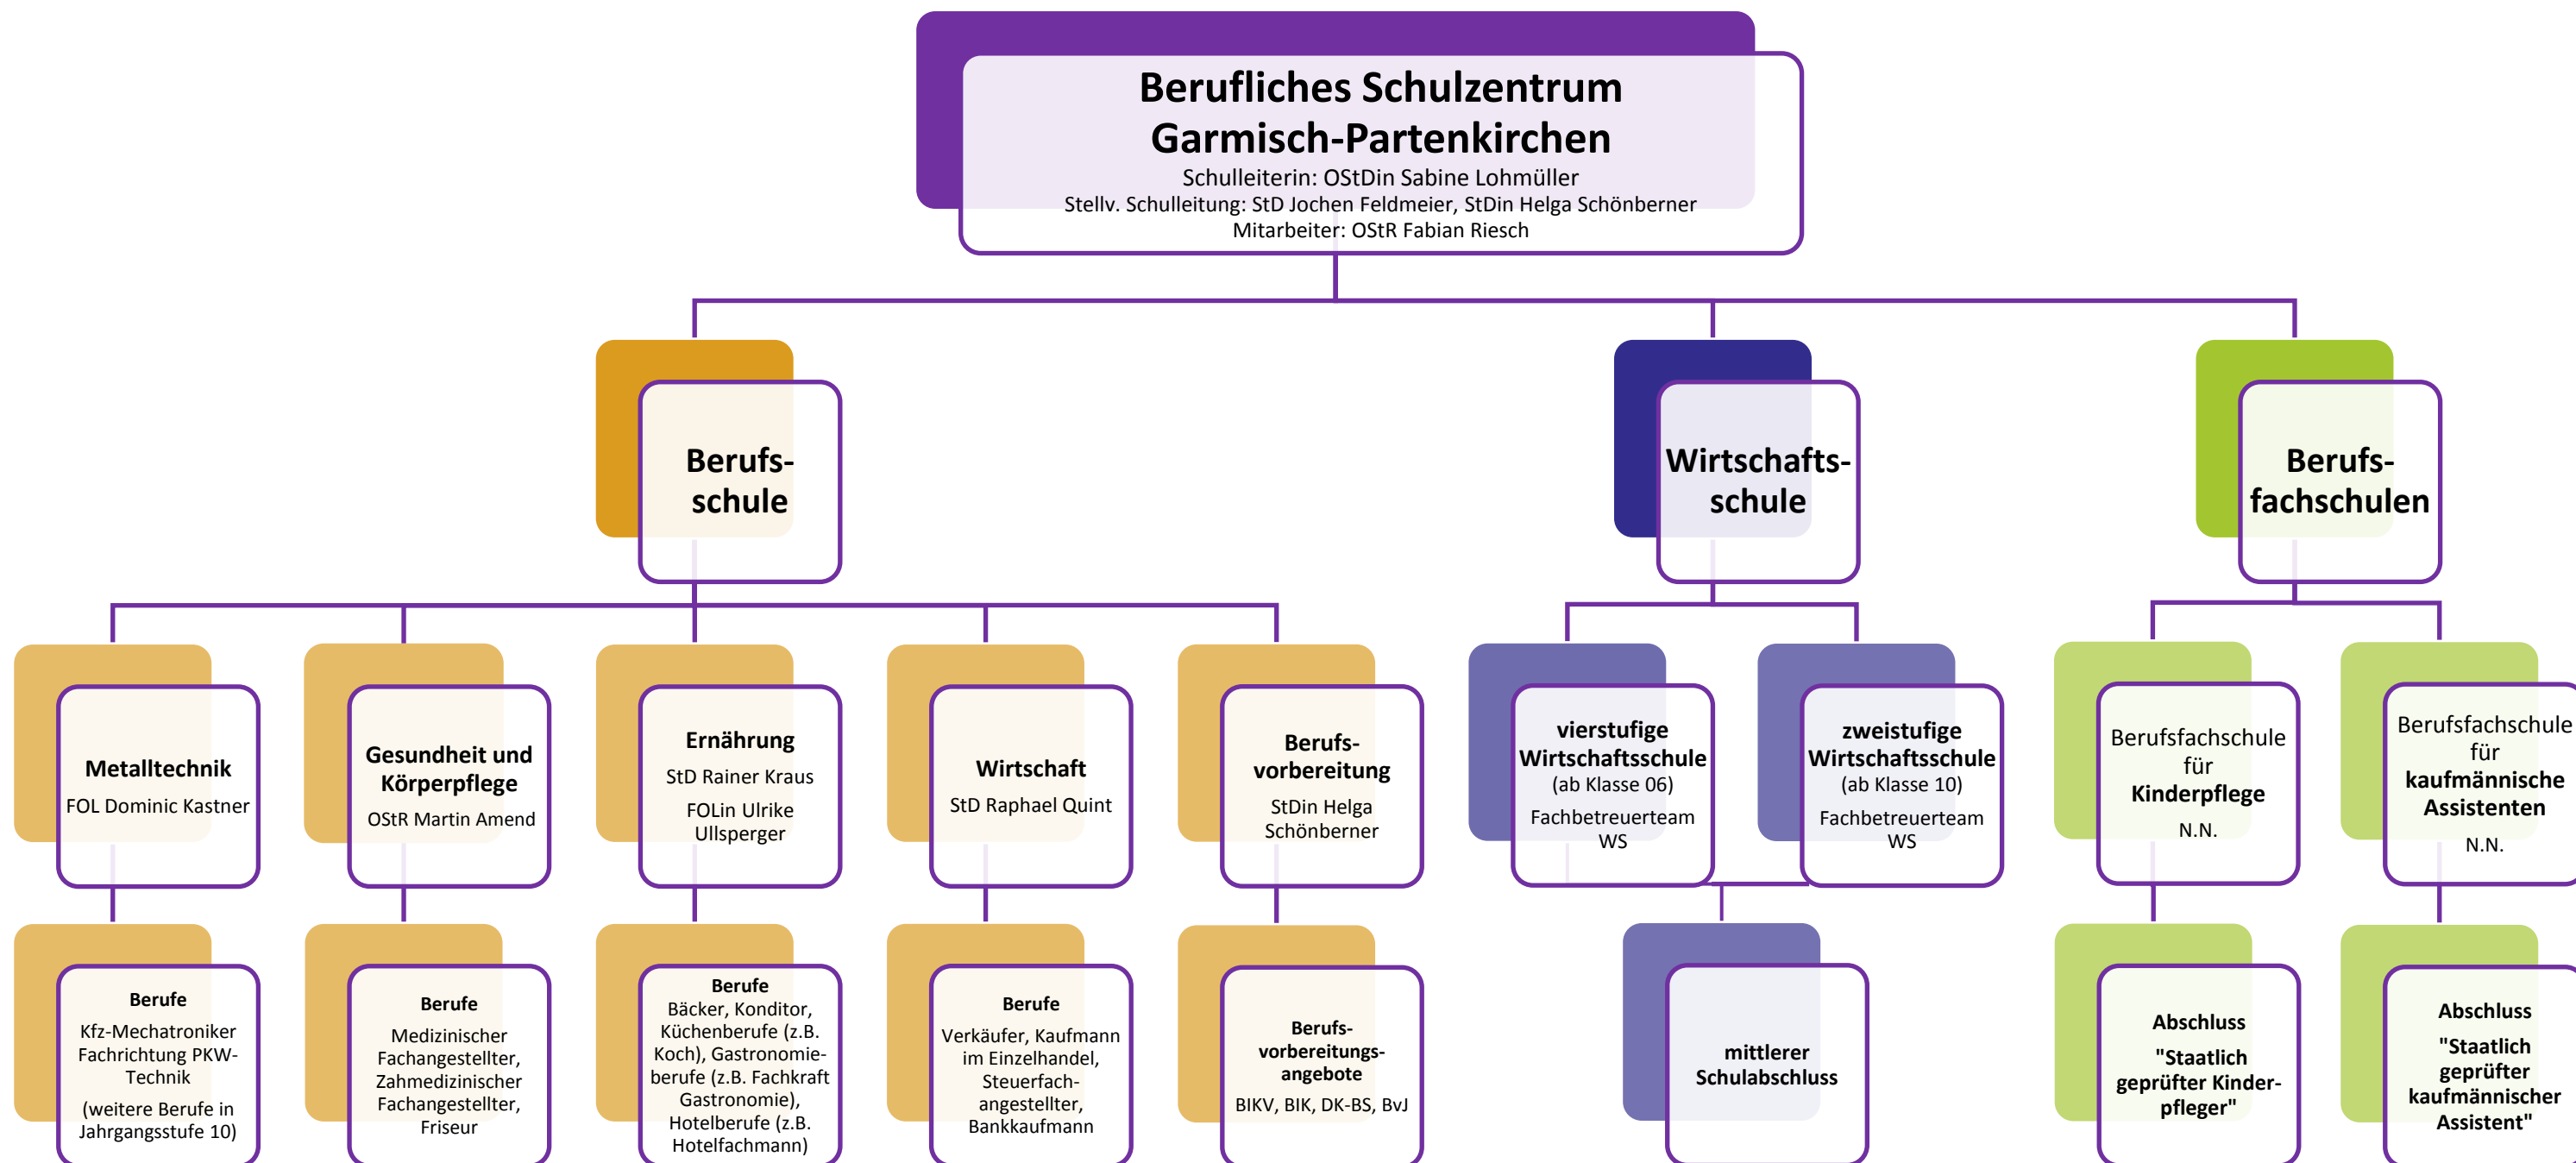 Berufliches Schulzentrum
Garmisch-Partenkirchen
Schulleiterin: OStDin Sabine Lohmüller
Stellv. Schulleitung: StD Jochen Feldmeier, StDin Helga Schönberner
Mitarbeiter: OStR Fabian Riesch
Berufs-
schule
Wirtschafts-
schule
Berufs-
fachschulen
Metalltechnik
FOL Dominic Kastner
Gesundheit und
Körperpflege
OStR Martin Amend
Ernährung
StD Rainer Kraus
FOLin Ulrike
Ullsperger
Wirtschaft
StD Raphael Quint
Berufs-
vorbereitung
StDin Helga
Schönberner
vierstufige
Wirtschaftsschule
(ab Klasse 06)
Fachbetreuerteam
WS
zweistufige
Wirtschaftsschule
(ab Klasse 10)
Fachbetreuerteam
WS
Berufsfachschule
für
Kinderpflege
N.N.
Berufsfachschule
für
kaufmännische
Assistenten
N.N.
Berufe
Kfz-Mechatroniker
Fachrichtung PKW-
Technik
(weitere Berufe in
Jahrgangsstufe 10)
Berufe
Medizinischer
Fachangestellter,
Zahmedizinischer
Fachangestellter,
Friseur
Berufe
Bäcker, Konditor,
Küchenberufe (z.B.
Koch), Gastronomie-
berufe (z.B. Fachkraft
Gastronomie),
Hotelberufe (z.B.
Hotelfachmann)
Berufe
Verkäufer, Kaufmann
im Einzelhandel,
Steuerfach-
angestellter,
Bankkaufmann
Berufs-
vorbereitungs-
angebote
BIKV, BIK, DK-BS, BvJ
mittlerer
Schulabschluss
Abschluss
"Staatlich
geprüfter Kinder-
pfleger"
Abschluss
"Staatlich
geprüfter
kaufmännischer
Assistent"